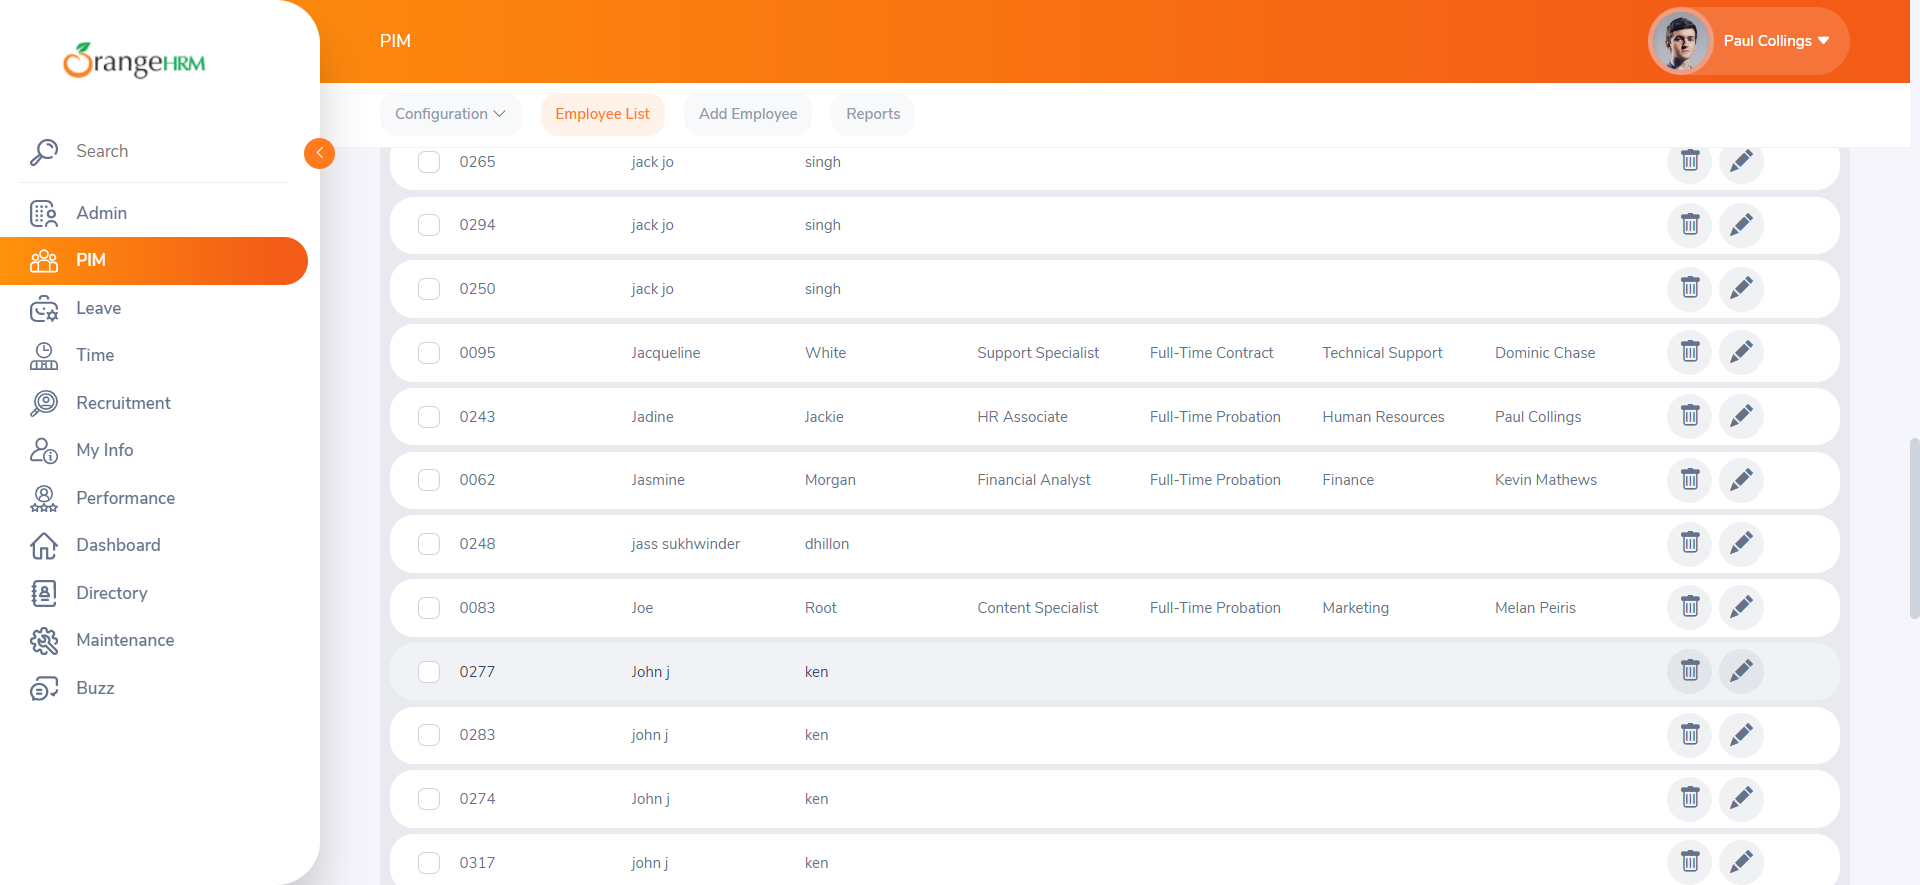 OrangeHRM
PIM
Paul Collings
Configuration Employee List Add Employee Reports
Search
Admin
PIM
Leave
Time
Recruitment
My Info
Performance
Dashboard
Directory
Maintenance
Buzz
0265 jack jo singh
0294 jack jo singh
0250 jack jo singh
0095 Jacqueline White Support Specialist Full-Time Contract Technical Support Dominic Chase
0243 Jadine Jackie HR Associate Full-Time Probation Human Resources Paul Collings
0062 Jasmine Morgan Financial Analyst Full-Time Probation Finance Kevin Mathews
0248 jass sukhwinder dhillon
0083 Joe Root Content Specialist Full-Time Probation Marketing Melan Peiris
0277 John j ken
0283 john j ken
0274 John j ken
0317 john j ken